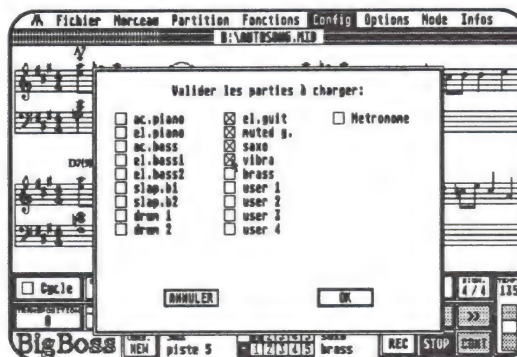 Fichier Morceau Partition Fonctions Config Options Mode Infos
D:\AUTOSONG.MID
A7
Valider les parties à charger:
ac.piano el.guit Metronome
el.piano muted g.
ac.bass saxo
el.bass1 vibra
el.bass2 brass
slap.b1 user 1
slap.b2 user 2
drum 1 user 3
drum 2 user 4
Cycle 4/4 135
ANNULER OK
0 >>
BigBoss NEW piste 5 1 2 3 4 5 brass REC STOP CONT